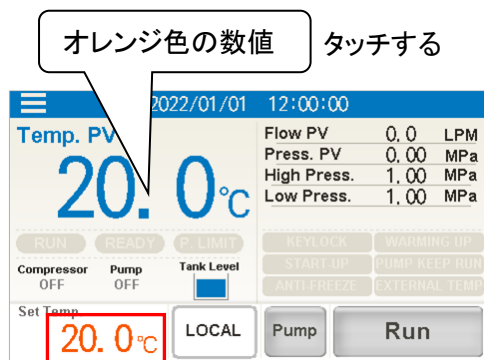 オレンジ色の数値 タッチする
2022/01/01 12:00:00
Temp. PV
20.0℃
Flow PV 0.0 LPM
Press. PV 0.00 MPa
High Press. 1.00 MPa
Low Press. 1.00 MPa
RUN READY P. LIMIT
KEYLOCK WARMING UP
START-UP PUMP KEEP RUN
ANTI FREEZE EXTERNAL TEMP
Compressor OFF
Pump OFF
Tank Level
Set Temp
20.0℃
LOCAL
Pump
Run